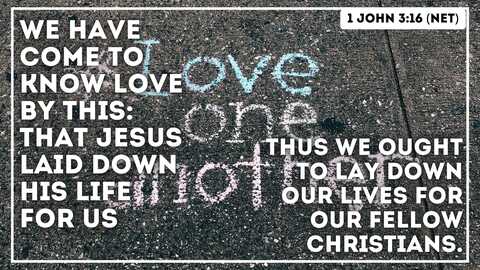 1 JOHN 3:16 (NET)
WE HAVE
COME TO
KNOW LOVE
BY THIS:
THAT JESUS
LAID DOWN
HIS LIFE
FOR US
Love
one
another
THUS WE OUGHT
TO LAY DOWN
OUR LIVES FOR
OUR FELLOW
CHRISTIANS.